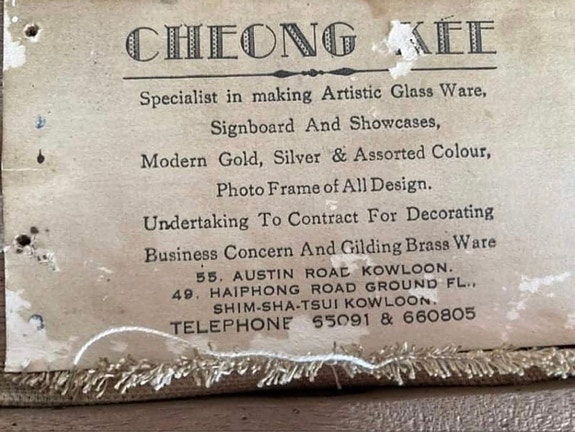 CHEONG KEE
Specialist in making Artistic Glass Ware,
Signboard And Showcases,
Modern Gold, Silver & Assorted Colour,
Photo Frame of All Design.
Undertaking To Contract For Decorating
Business Concern And Gilding Brass Ware
55. AUSTIN ROAD KOWLOON.
49. HAIPHONG ROAD GROUND FL.,
SHIM-SHA-TSUI KOWLOON.
TELEPHONE 55091 & 660805